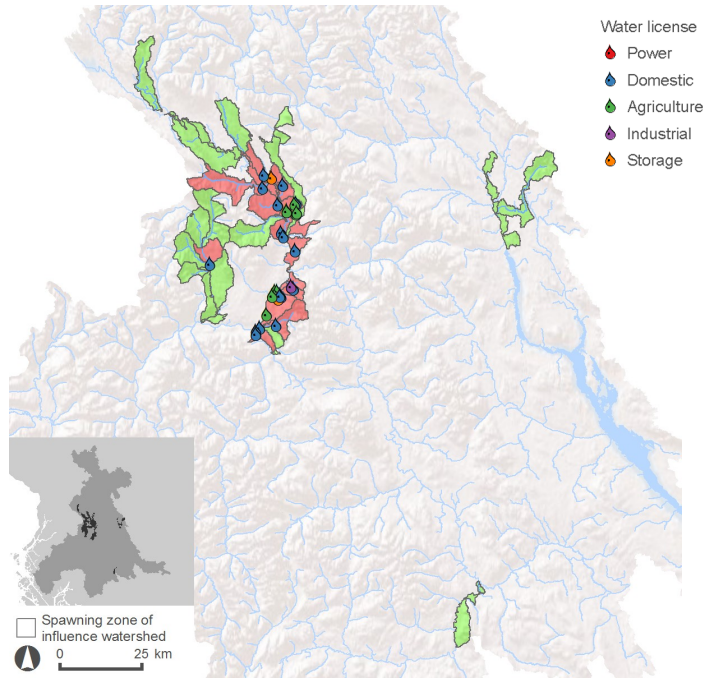 Water license
Power
Domestic
Agriculture
Industrial
Storage
Spawning zone of
influence watershed
0 25 km